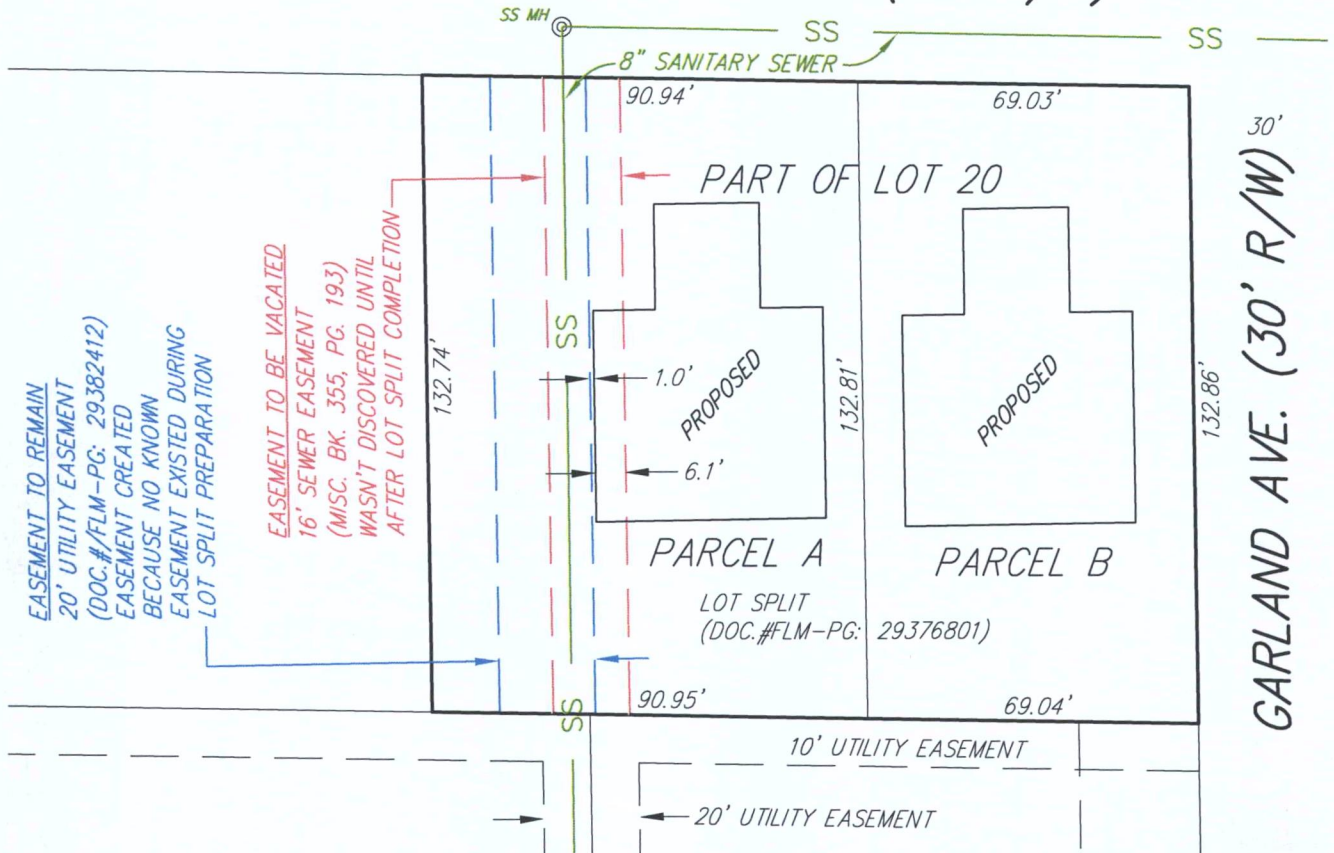 SS MH
SS
SS
8" SANITARY SEWER
90.94'
69.03'
30'
PART OF LOT 20
EASEMENT TO REMAIN
20' UTILITY EASEMENT
(DOC.#/FLM-PG: 29382412)
EASEMENT CREATED
BECAUSE NO KNOWN
EASEMENT EXISTED DURING
LOT SPLIT PREPARATION
EASEMENT TO BE VACATED
16' SEWER EASEMENT
(MISC. BK. 355, PG. 193)
WASN'T DISCOVERED UNTIL
AFTER LOT SPLIT COMPLETION
132.74'
SS
1.0'
PROPOSED
6.1'
132.81'
PROPOSED
132.86'
GARLAND AVE. (30' R/W)
PARCEL A
PARCEL B
LOT SPLIT
(DOC.#FLM-PG: 29376801)
90.95'
69.04'
SS
10' UTILITY EASEMENT
20' UTILITY EASEMENT